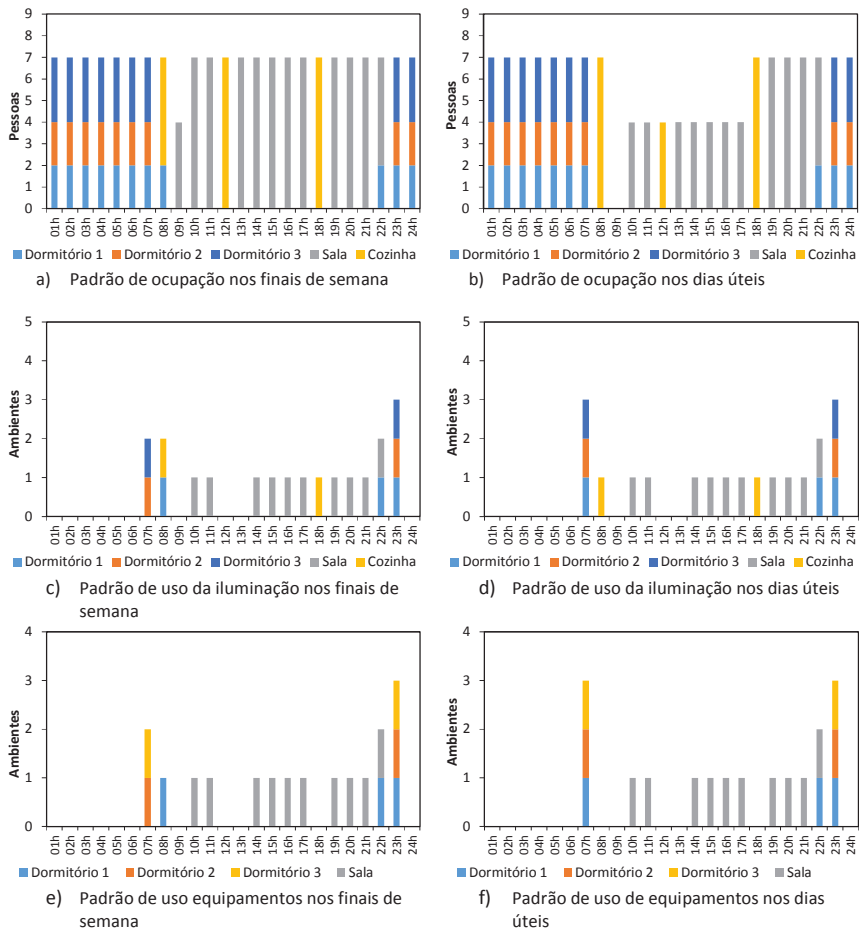 9
8
7
6
5
4
3
2
1
0
Pessoas
01h 02h 03h 04h 05h 06h 07h 08h 09h 10h 11h 12h 13h 14h 15h 16h 17h 18h 19h 20h 21h 22h 23h 24h
Dormitório 1 Dormitório 2 Dormitório 3 Sala Cozinha
a) Padrão de ocupação nos finais de semana
9
8
7
6
5
4
3
2
1
0
Pessoas
01h 02h 03h 04h 05h 06h 07h 08h 09h 10h 11h 12h 13h 14h 15h 16h 17h 18h 19h 20h 21h 22h 23h 24h
Dormitório 1 Dormitório 2 Dormitório 3 Sala Cozinha
b) Padrão de ocupação nos dias úteis
5
4
3
2
1
0
Ambientes
01h 02h 03h 04h 05h 06h 07h 08h 09h 10h 11h 12h 13h 14h 15h 16h 17h 18h 19h 20h 21h 22h 23h 24h
Dormitório 1 Dormitório 2 Dormitório 3 Sala Cozinha
c) Padrão de uso da iluminação nos finais de
semana
5
4
3
2
1
0
Ambientes
01h 02h 03h 04h 05h 06h 07h 08h 09h 10h 11h 12h 13h 14h 15h 16h 17h 18h 19h 20h 21h 22h 23h 24h
Dormitório 1 Dormitório 2 Dormitório 3 Sala Cozinha
d) Padrão de uso da iluminação nos dias úteis
4
3
2
1
0
Ambientes
01h 02h 03h 04h 05h 06h 07h 08h 09h 10h 11h 12h 13h 14h 15h 16h 17h 18h 19h 20h 21h 22h 23h 24h
Dormitório 1 Dormitório 2 Dormitório 3 Sala
e) Padrão de uso equipamentos nos finais de
semana
4
3
2
1
0
Ambientes
01h 02h 03h 04h 05h 06h 07h 08h 09h 10h 11h 12h 13h 14h 15h 16h 17h 18h 19h 20h 21h 22h 23h 24h
Dormitório 1 Dormitório 2 Dormitório 3 Sala
f) Padrão de uso de equipamentos nos dias
úteis